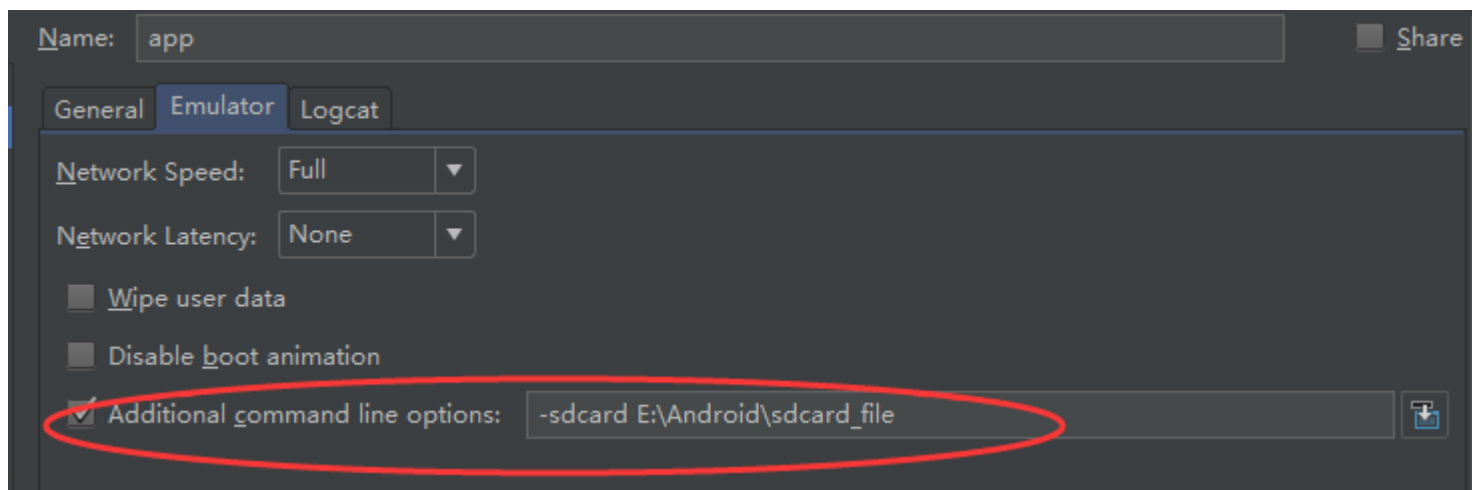 Name: app Share
General Emulator Logcat
Network Speed: Full
Network Latency: None
Wipe user data
Disable boot animation
Additional command line options: -sdcard E:\Android\sdcard_file